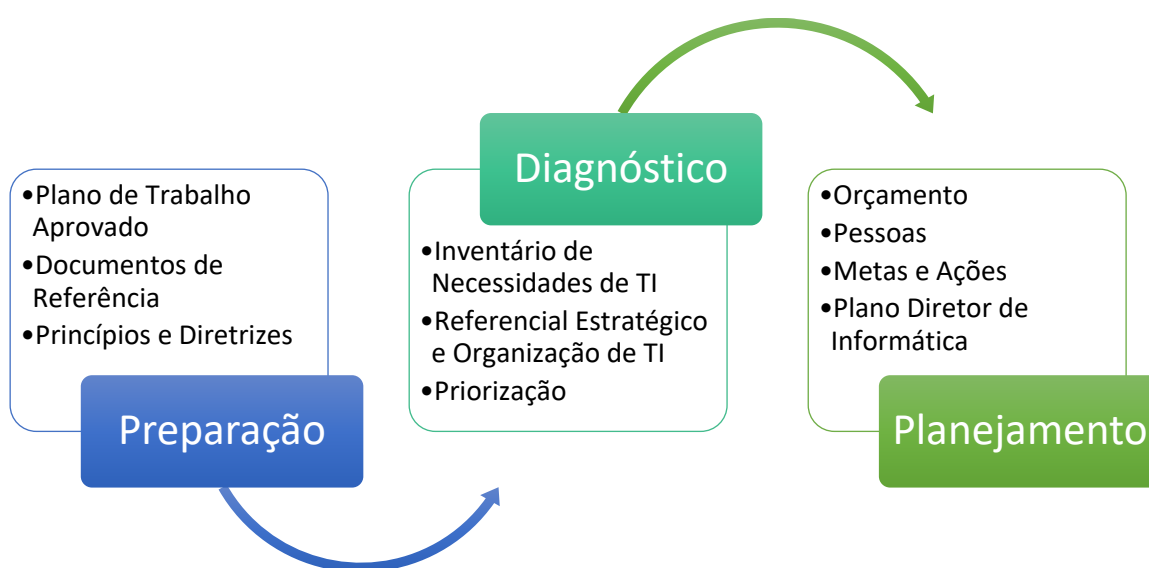 •Plano de Trabalho
Aprovado
•Documentos de
Referência
•Princípios e Diretrizes
Preparação
Diagnóstico
•Inventário de
Necessidades de TI
•Referencial Estratégico
e Organização de TI
•Priorização
•Orçamento
•Pessoas
•Metas e Ações
•Plano Diretor de
Informática
Planejamento